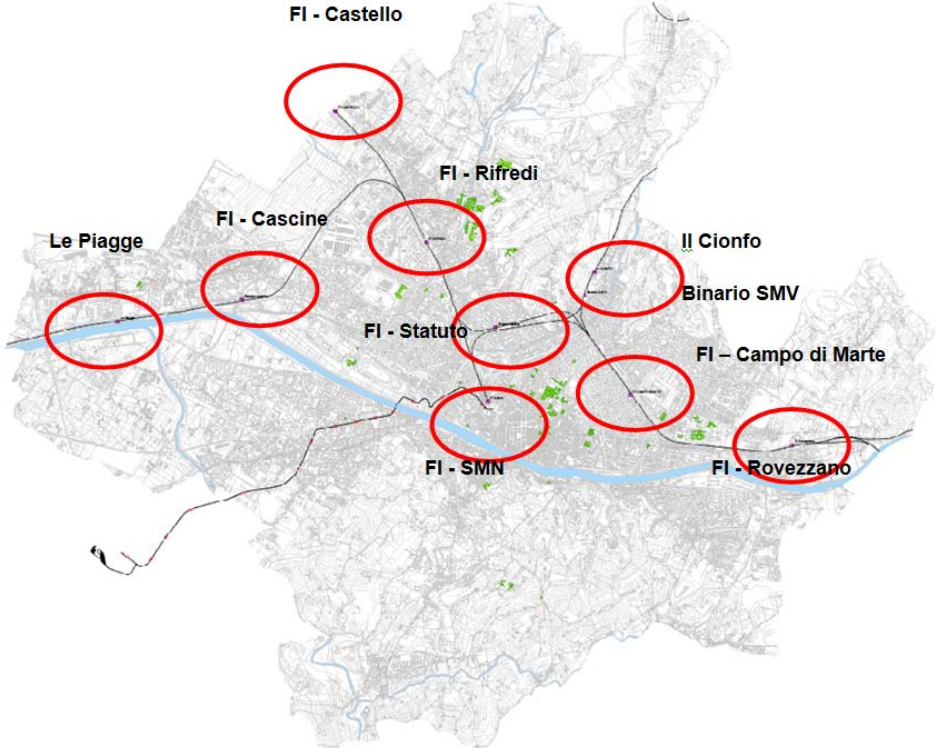 FI - Castello
FI - Rifredi
FI - Cascine
Le Piagge
Il Cionfo
Binario SMV
FI - Statuto
FI – Campo di Marte
FI - SMN
FI - Rovezzano